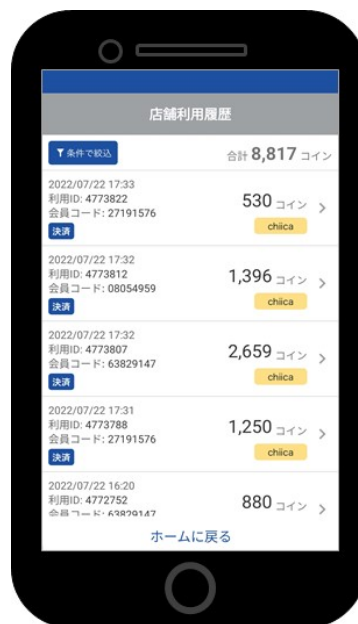 店舗利用履歴
条件で絞込
合計 8,817 コイン
2022/07/22 17:33
利用ID: 4773822
530 コイン
会員コード: 27191576
決済
chiica
2022/07/22 17:32
利用ID: 4773812
1,396 コイン
会員コード: 08054959
決済
chiica
2022/07/22 17:32
利用ID: 4773807
2,659 コイン
会員コード: 63829147
決済
chiica
2022/07/22 17:31
利用ID: 4773788
1,250 コイン
会員コード: 27191576
決済
chiica
2022/07/22 16:20
利用ID: 4772752
880 コイン
会員コード: 63829147
ホームに戻る